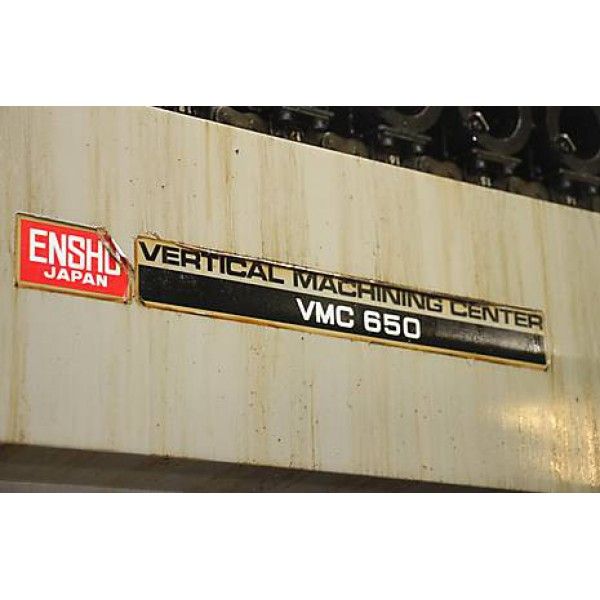 ENSHU
JAPAN
VERTICAL MACHINING CENTER
VMC 650